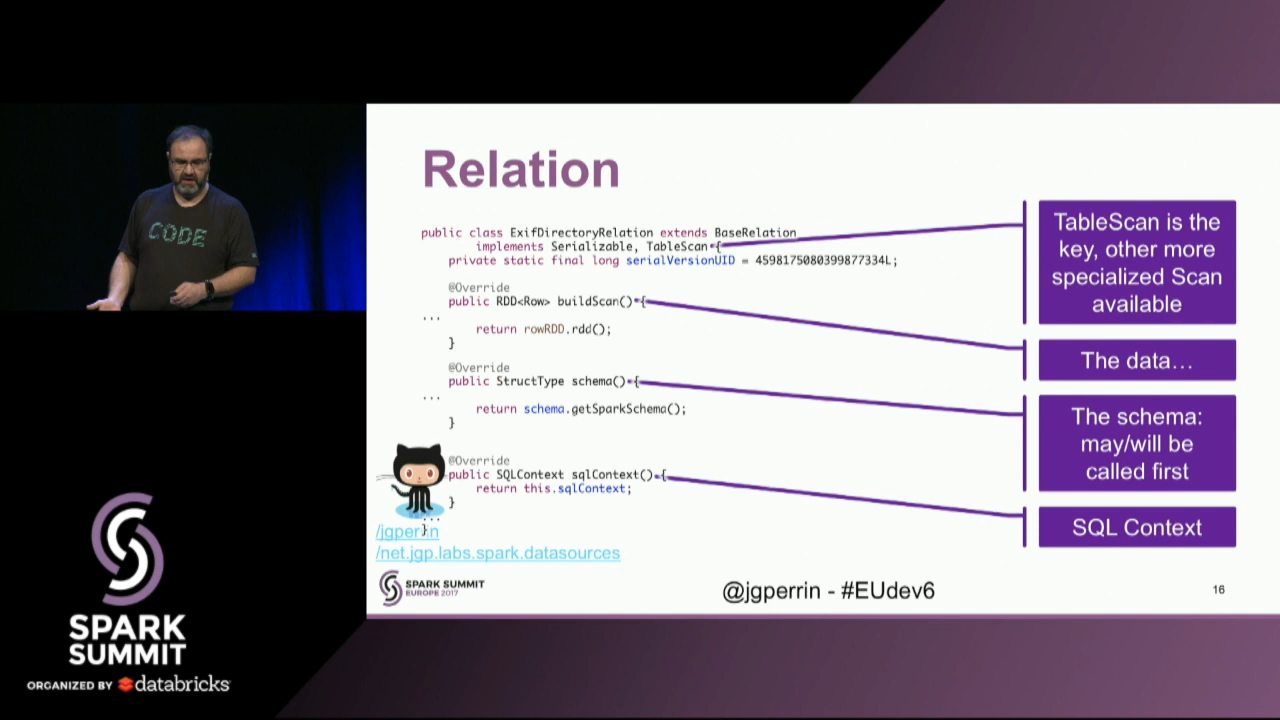 CODE
SPARK
SUMMIT
ORGANIZED BY databricks
Relation
public class ExifDirectoryRelation extends BaseRelation
implements Serializable, TableScan {
private static final long serialVersionUID = 4598175080399877334L;
@Override
public RDD<Row> buildScan() {
...
return rowRDD.rdd();
}
@Override
public StructType schema() {
...
return schema.getSparkSchema();
}
@Override
public SQLContext sqlContext() {
return this.sqlContext;
}
...
}
/jgperrin
/net.jgp.labs.spark.datasources
TableScan is the
key, other more
specialized Scan
available
The data…
The schema:
may/will be
called first
SQL Context
SPARK SUMMIT
EUROPE 2017
@jgperrin - #EUdev6
16